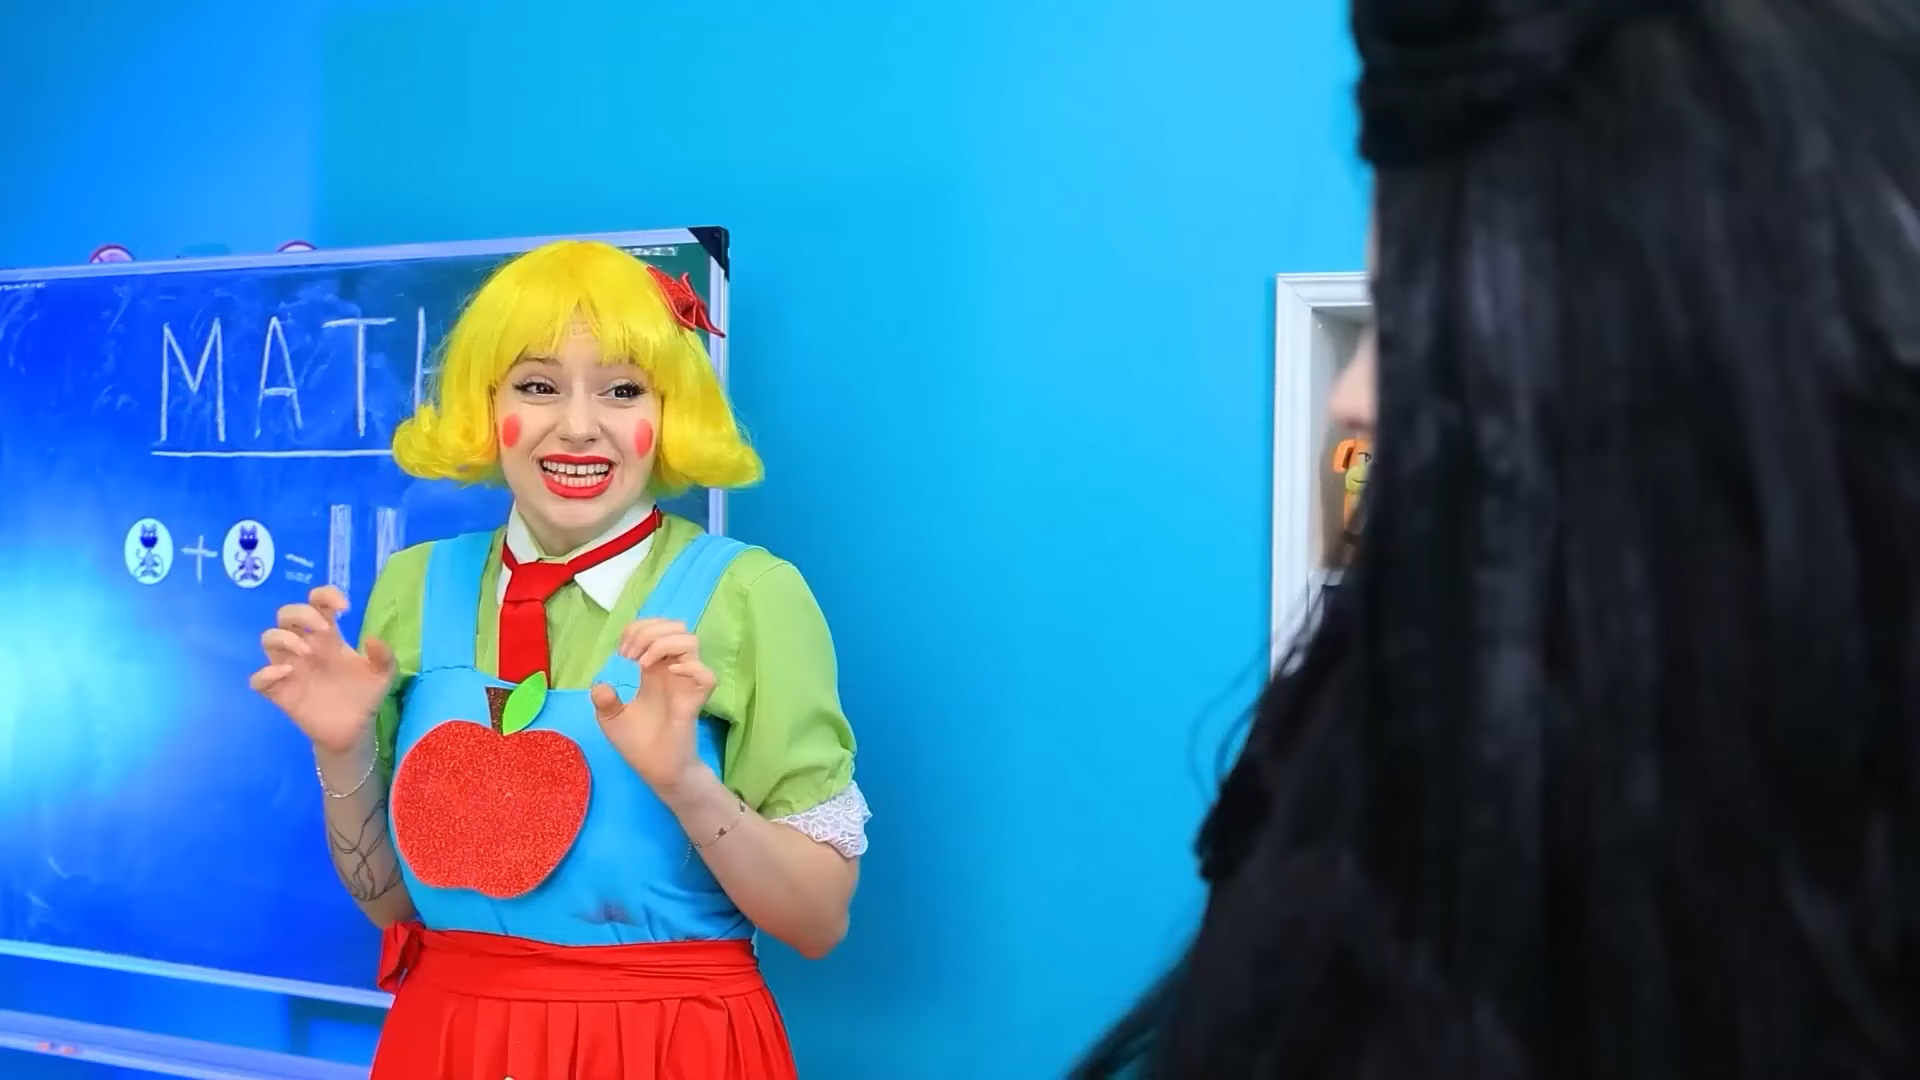 MATH
+ =